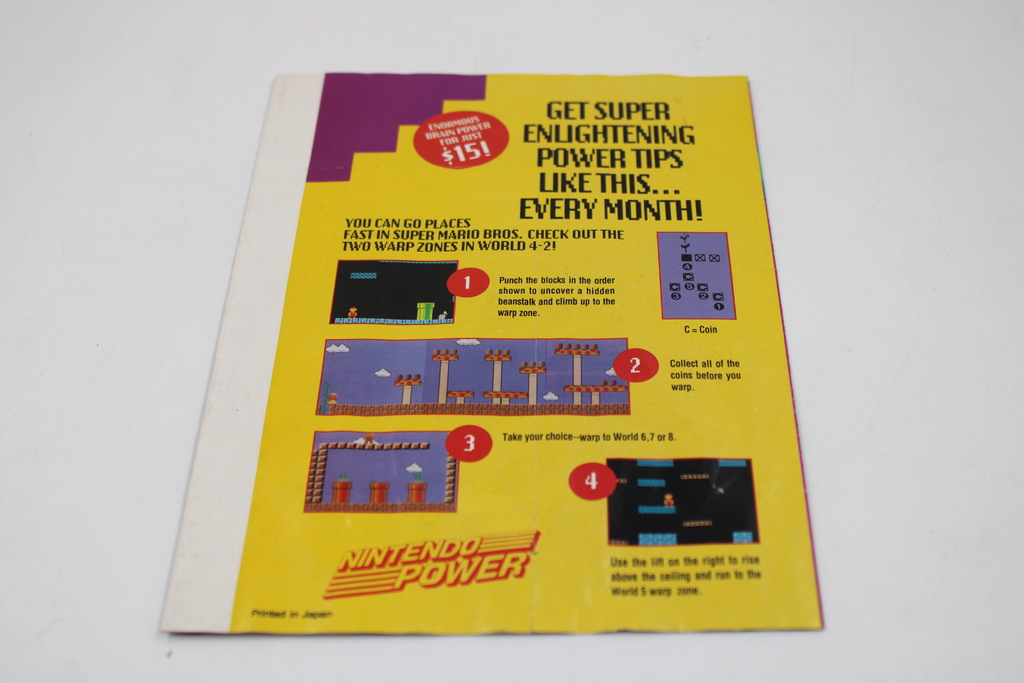 ENORMOUS
BRAIN POWER
FOR JUST
$15!
GET SUPER
ENLIGHTENING
POWER TIPS
LIKE THIS...
EVERY MONTH!
YOU CAN GO PLACES
FAST IN SUPER MARIO BROS. CHECK OUT THE
TWO WARP ZONES IN WORLD 4-2!
1
Punch the blocks in the order
shown to uncover a hidden
beanstalk and climb up to the
warp zone.
4
C
5
C C C
3 2
1
C = Coin
2
Collect all of the
coins before you
warp.
3
Take your choice--warp to World 6,7 or 8.
4
Use the lift on the right to rise
above the ceiling and run to the
World 5 warp zone.
NINTENDO
POWER
Printed in Japan